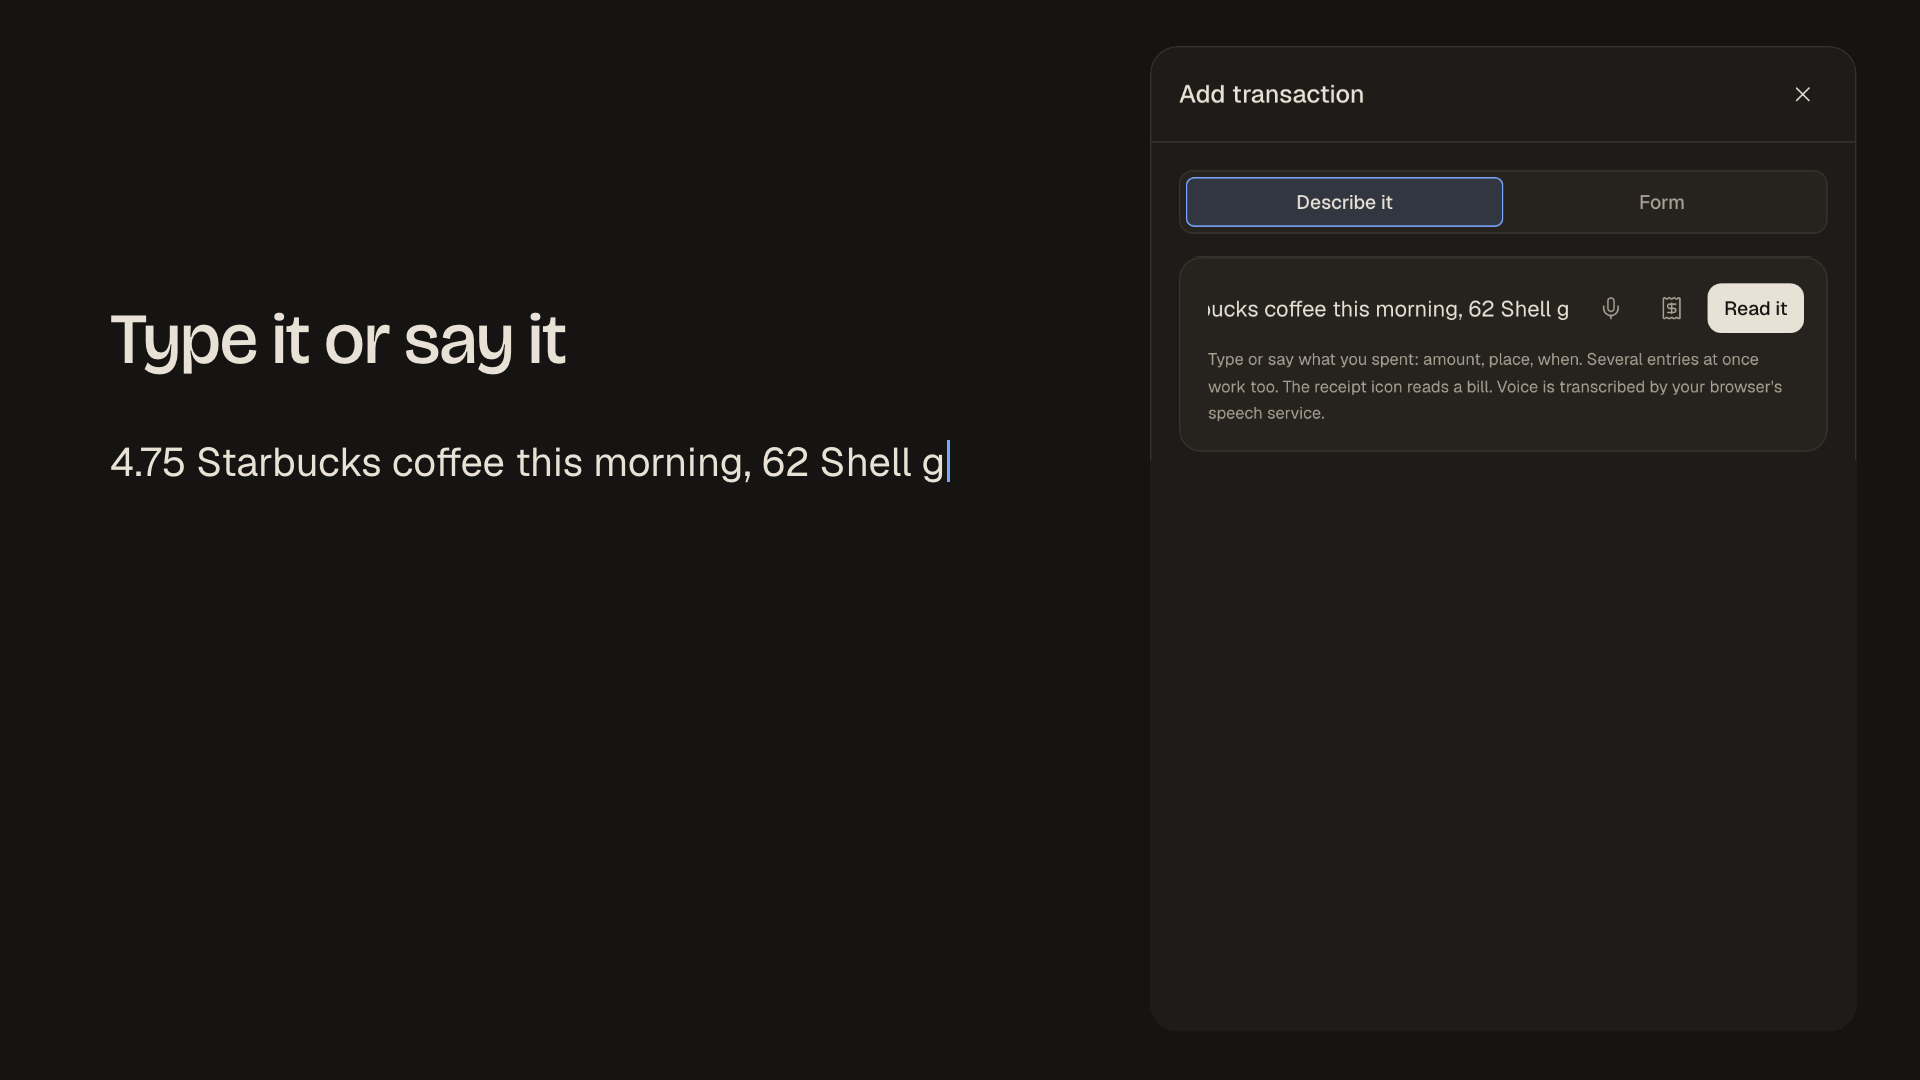 Type it or say it
4.75 Starbucks coffee this morning, 62 Shell g
Add transaction
Describe it
Form
bucks coffee this morning, 62 Shell g
Read it
Type or say what you spent: amount, place, when. Several entries at once
work too. The receipt icon reads a bill. Voice is transcribed by your browser's
speech service.